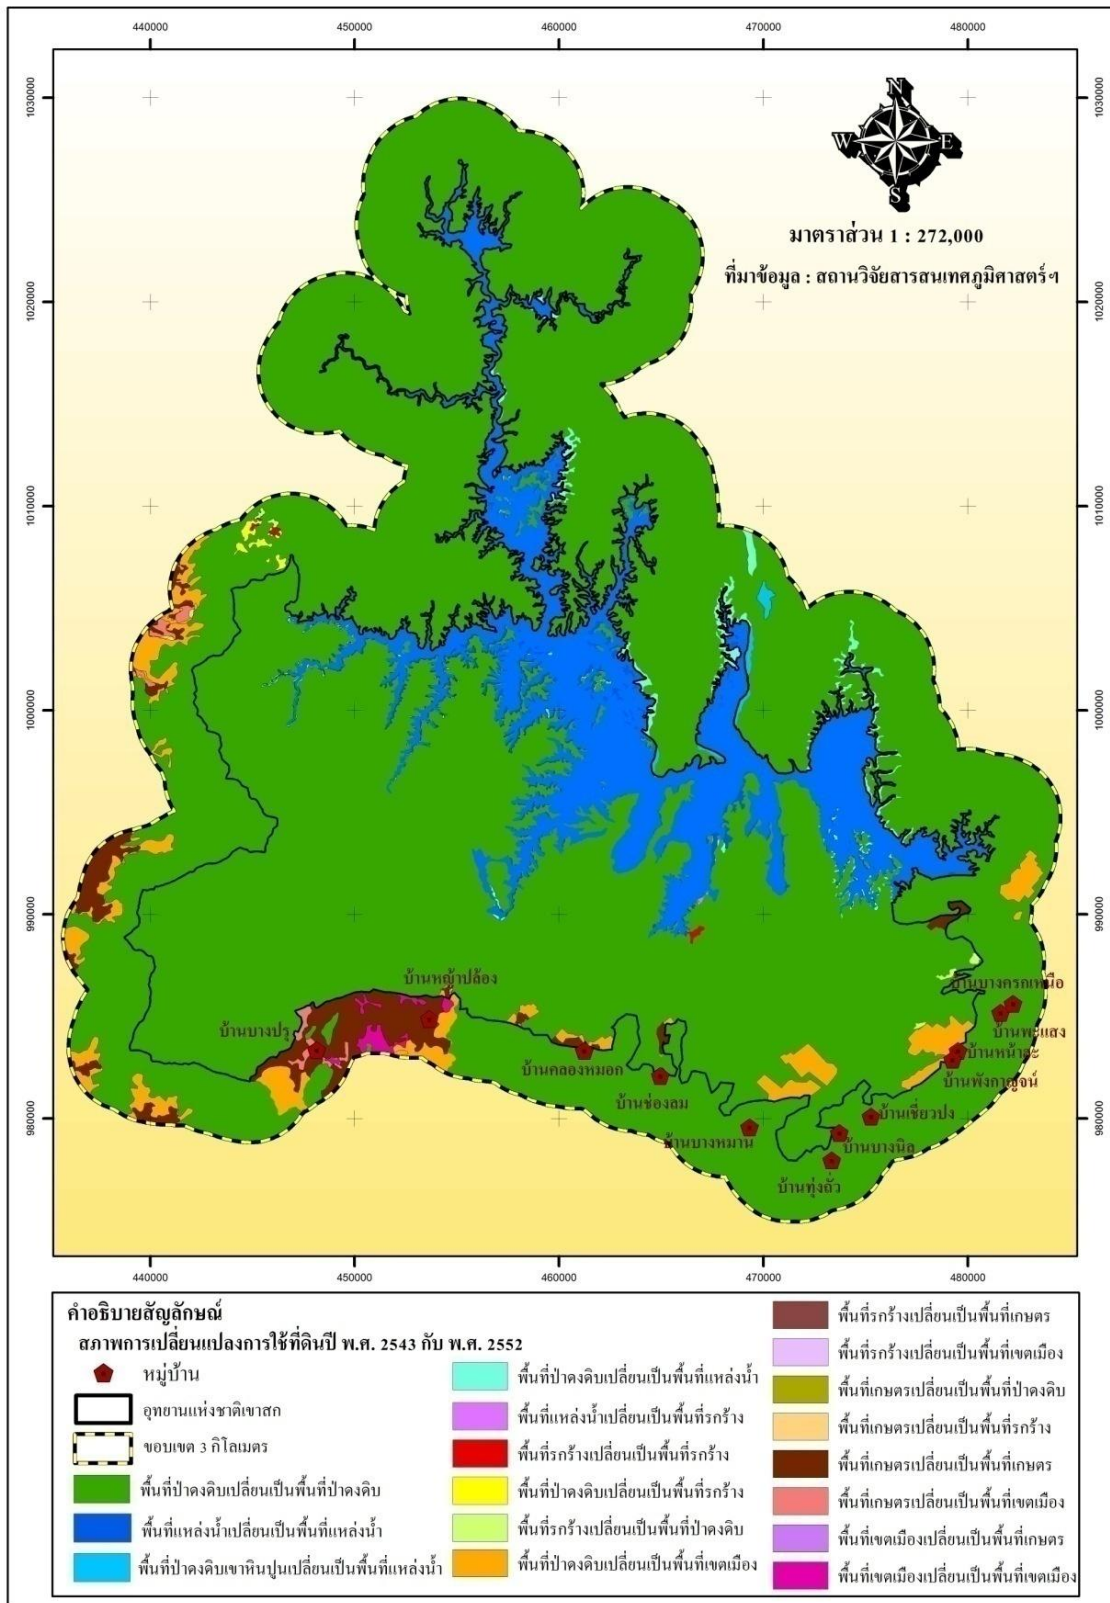 440000 450000 460000 470000 480000
1030000 1030000
N
W E
S
มาตราส่วน 1 : 272,000
ที่มาข้อมูล : สถานวิจัยสารสนเทศภูมิศาสตร์ฯ
1020000 1020000
1010000 1010000
1000000 1000000
990000 990000
บ้านหญ้าปล้อง
บ้านบางครกเหนือ
บ้านบางปรุ
บ้านพะแสง
บ้านหน้าละ
บ้านคลองหมอก
บ้านพังกาญจน์
บ้านช่องลม
บ้านเชี่ยวปง
980000 980000
บ้านบางหมาน
บ้านบางนิล
บ้านทุ่งถั่ว
440000 450000 460000 470000 480000
คำอธิบายสัญลักษณ์
สภาพการเปลี่ยนแปลงการใช้ที่ดินปี พ.ศ. 2543 กับ พ.ศ. 2552
หมู่บ้าน
อุทยานแห่งชาติเขาสก
ขอบเขต 3 กิโลเมตร
พื้นที่ป่าดงดิบเปลี่ยนเป็นพื้นที่ป่าดงดิบ
พื้นที่แหล่งน้ำเปลี่ยนเป็นพื้นที่แหล่งน้ำ
พื้นที่ป่าดงดิบเขาหินปูนเปลี่ยนเป็นพื้นที่แหล่งน้ำ
พื้นที่ป่าดงดิบเปลี่ยนเป็นพื้นที่แหล่งน้ำ
พื้นที่แหล่งน้ำเปลี่ยนเป็นพื้นที่รกร้าง
พื้นที่รกร้างเปลี่ยนเป็นพื้นที่รกร้าง
พื้นที่ป่าดงดิบเปลี่ยนเป็นพื้นที่รกร้าง
พื้นที่รกร้างเปลี่ยนเป็นพื้นที่ป่าดงดิบ
พื้นที่ป่าดงดิบเปลี่ยนเป็นพื้นที่เขตเมือง
พื้นที่รกร้างเปลี่ยนเป็นพื้นที่เกษตร
พื้นที่รกร้างเปลี่ยนเป็นพื้นที่เขตเมือง
พื้นที่เกษตรเปลี่ยนเป็นพื้นที่ป่าดงดิบ
พื้นที่เกษตรเปลี่ยนเป็นพื้นที่รกร้าง
พื้นที่เกษตรเปลี่ยนเป็นพื้นที่เกษตร
พื้นที่เกษตรเปลี่ยนเป็นพื้นที่เขตเมือง
พื้นที่เขตเมืองเปลี่ยนเป็นพื้นที่เกษตร
พื้นที่เขตเมืองเปลี่ยนเป็นพื้นที่เขตเมือง